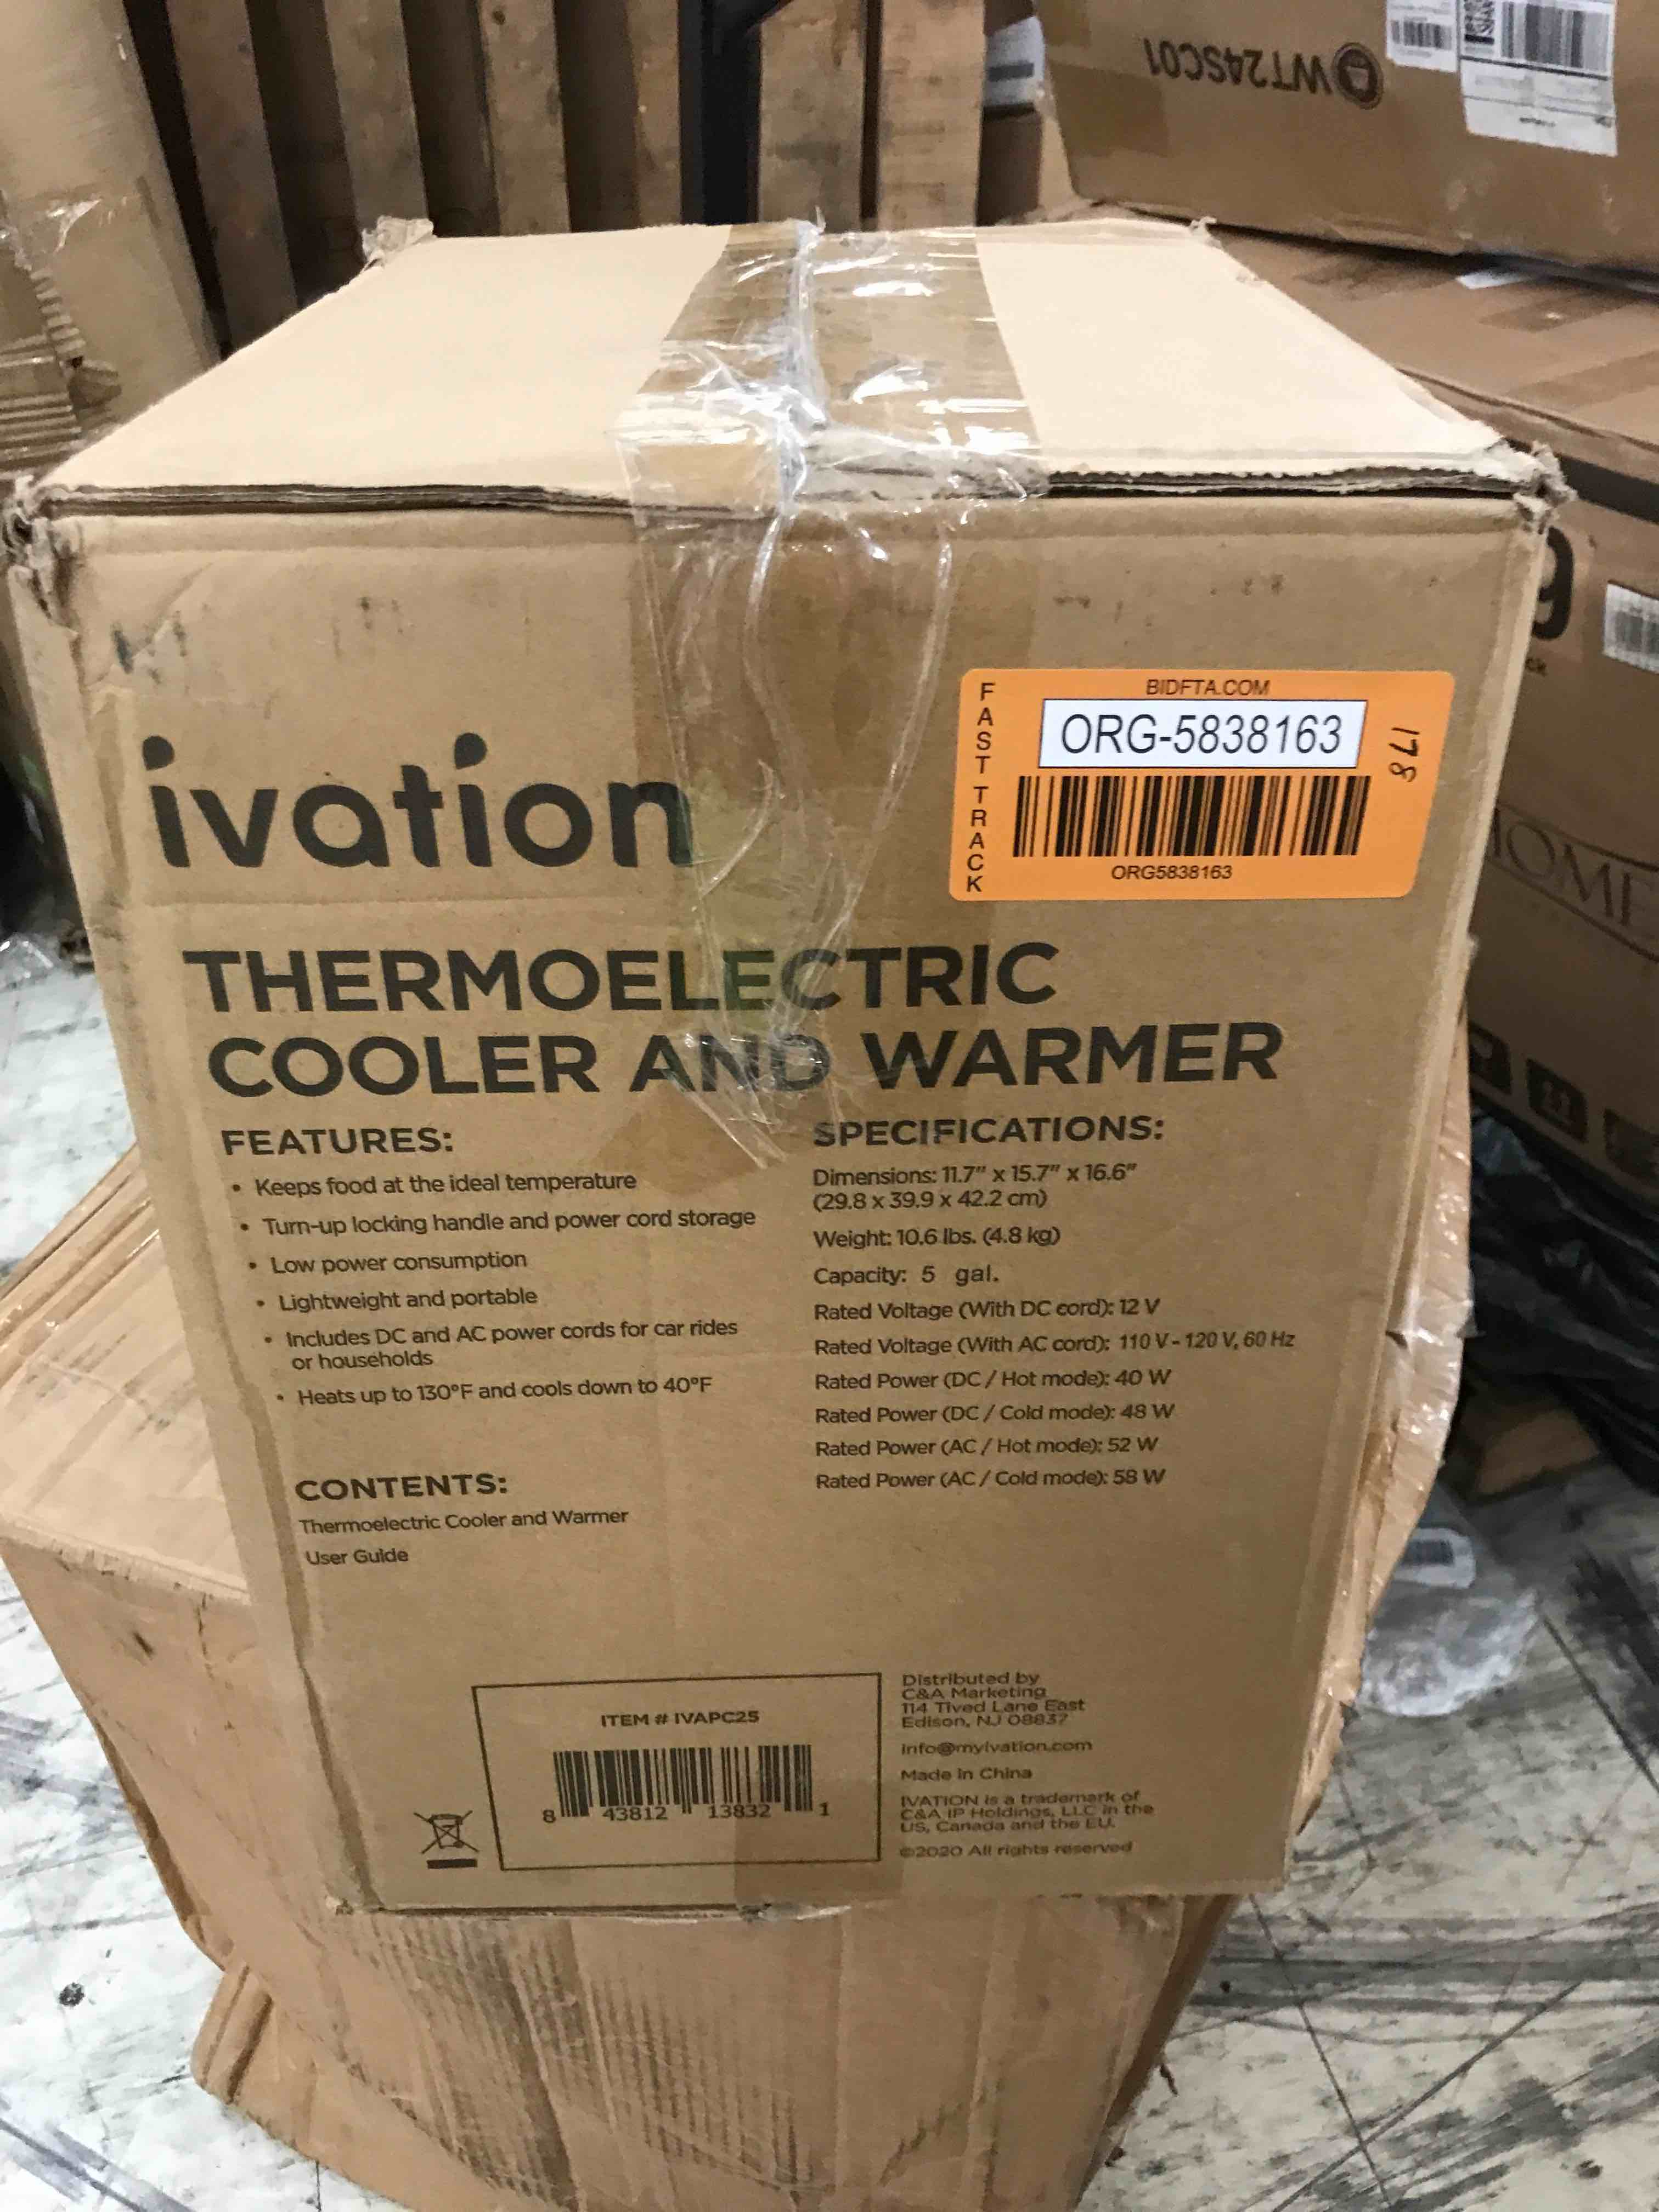 WT24SC01
BIDFTA.COM
FAST TRACK
ORG-5838163
178
ORG5838163
ivation
THERMOELECTRIC
COOLER AND WARMER
FEATURES:
• Keeps food at the ideal temperature
• Turn-up locking handle and power cord storage
• Low power consumption
• Lightweight and portable
• Includes DC and AC power cords for car rides
or households
• Heats up to 130°F and cools down to 40°F
CONTENTS:
Thermoelectric Cooler and Warmer
User Guide
SPECIFICATIONS:
Dimensions: 11.7” x 15.7” x 16.6”
(29.8 x 39.9 x 42.2 cm)
Weight: 10.6 lbs. (4.8 kg)
Capacity: 5 gal.
Rated Voltage (With DC cord): 12 V
Rated Voltage (With AC cord): 110 V - 120 V, 60 Hz
Rated Power (DC / Hot mode): 40 W
Rated Power (DC / Cold mode): 48 W
Rated Power (AC / Hot mode): 52 W
Rated Power (AC / Cold mode): 58 W
ITEM # IVAPC25
8 43812 13832 1
Distributed by
C&A Marketing
114 Tived Lane East
Edison, NJ 08837
info@myivation.com
Made in China
IVATION is a trademark of
C&A IP Holdings, LLC in the
US, Canada and the EU.
©2020 All rights reserved
9
HOME